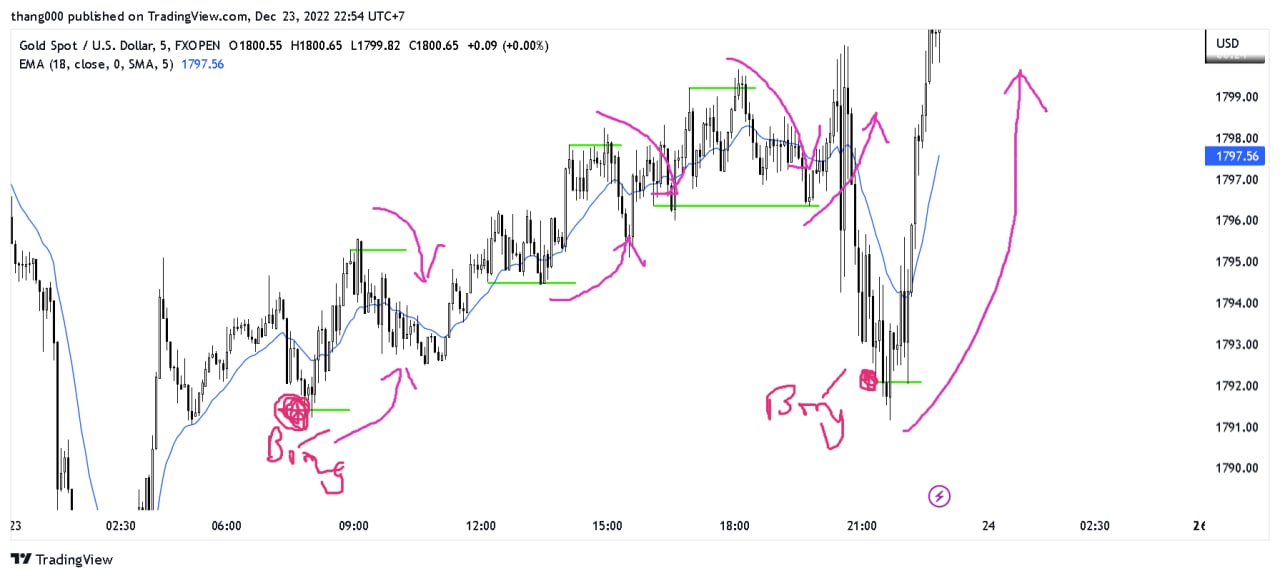 thang000 published on TradingView.com, Dec 23, 2022 22:54 UTC+7
Gold Spot / U.S. Dollar, 5, FXOPEN O1800.55 H1800.65 L1799.82 C1800.65 +0.09 (+0.00%)
EMA (18, close, 0, SMA, 5) 1797.56
USD
1799.00
1798.00
1797.56
1797.00
1796.00
1795.00
1794.00
1793.00
1792.00
1791.00
1790.00
23 02:30 06:00 09:00 12:00 15:00 18:00 21:00 24 02:30
TradingView